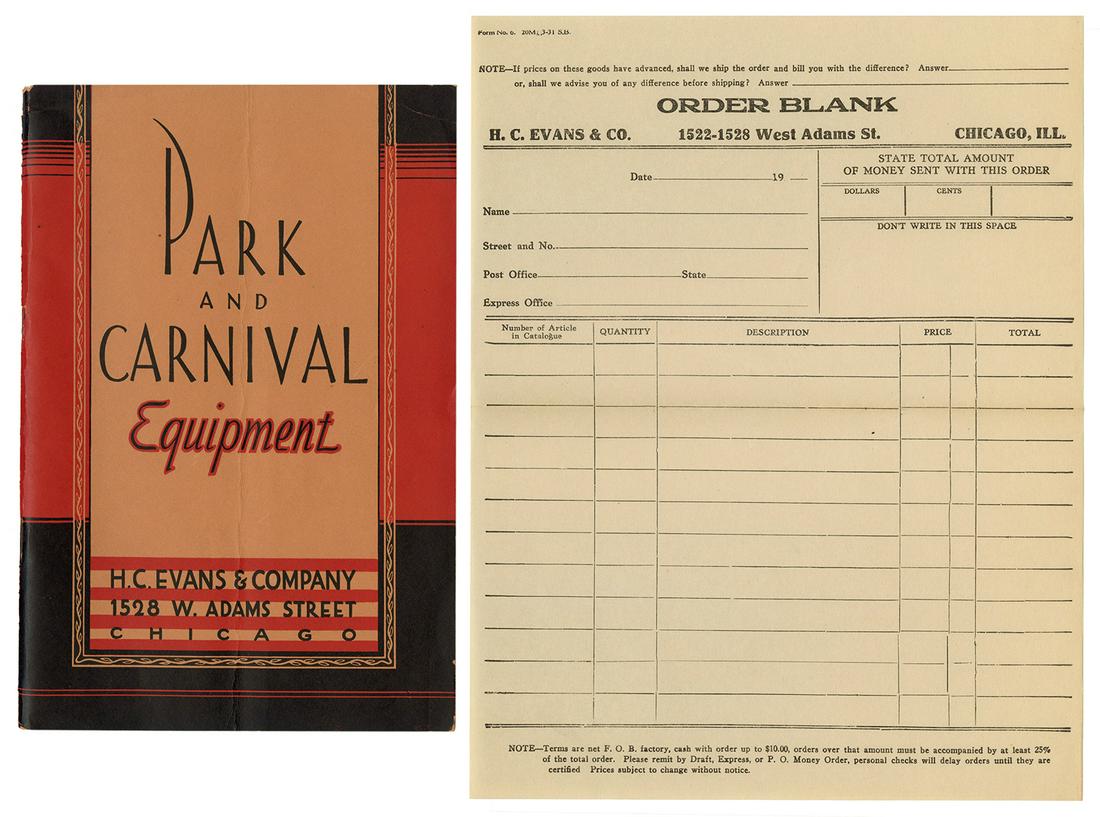 PARK
AND
CARNIVAL
Equipment
H.C. EVANS & COMPANY
1528 W. ADAMS STREET
CHICAGO
Form No. 6. 20M 3-31 S.B.
NOTE—If prices on these goods have advanced, shall we ship the order and bill you with the difference? Answer
or, shall we advise you of any difference before shipping? Answer
ORDER BLANK
H. C. EVANS & CO. 1522-1528 West Adams St. CHICAGO, ILL.
STATE TOTAL AMOUNT
OF MONEY SENT WITH THIS ORDER
DOLLARS CENTS
DON'T WRITE IN THIS SPACE
Date 19
Name
Street and No.
Post Office State
Express Office
Number of Article
in Catalogue
QUANTITY DESCRIPTION PRICE TOTAL
NOTE—Terms are net F. O. B. factory, cash with order up to $10.00, orders over that amount must be accompanied by at least 25%
of the total order. Please remit by Draft, Express, or P. O. Money Order, personal checks will delay orders until they are
certified Prices subject to change without notice.